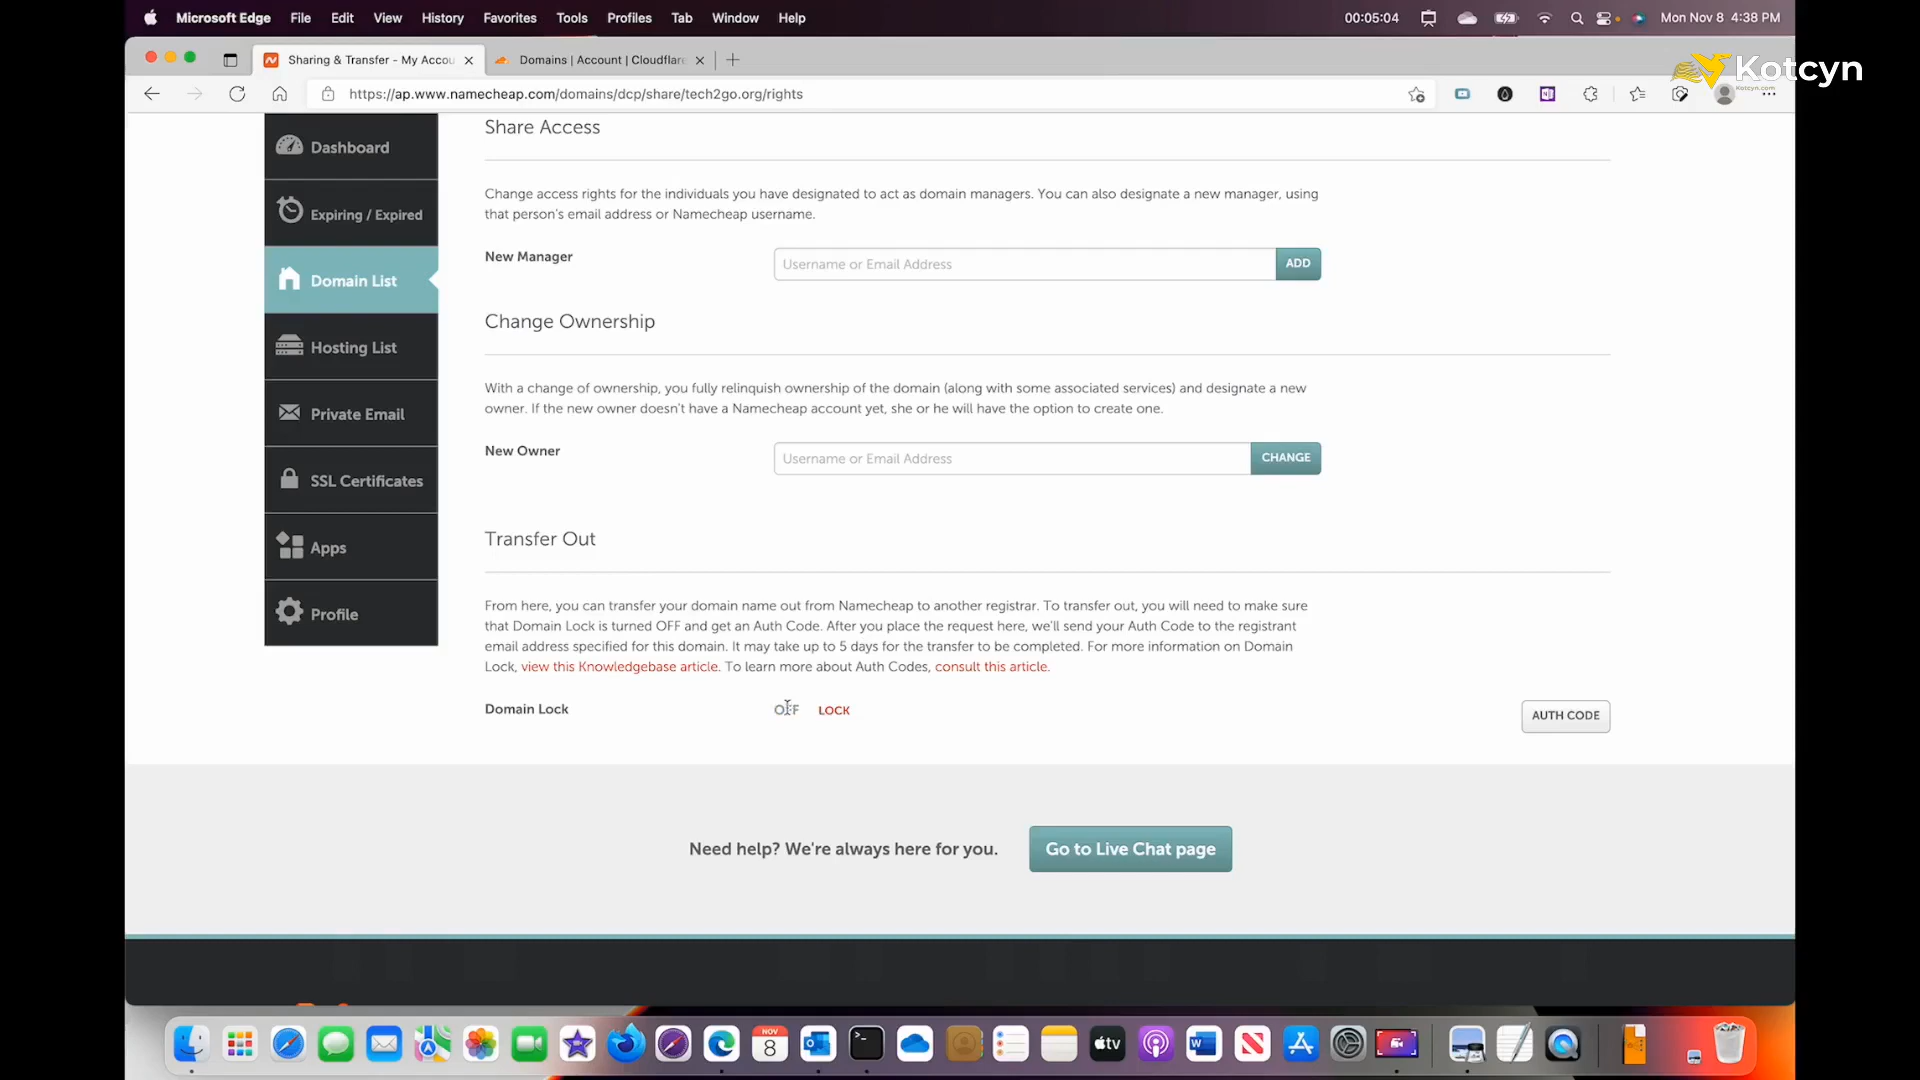 Microsoft Edge File Edit View History Favorites Tools Profiles Tab Window Help 00:05:04 Mon Nov 8 4:38 PM
Sharing & Transfer - My Accou Domains | Account | Cloudflar
https://ap.www.namecheap.com/domains/dcp/share/tech2go.org/rights
Kotcyn
Kotcyn.com
Dashboard
Expiring / Expired
Domain List
Hosting List
Private Email
SSL Certificates
Apps
Profile
Share Access
Change access rights for the individuals you have designated to act as domain managers. You can also designate a new manager, using
that person's email address or Namecheap username.
New Manager Username or Email Address ADD
Change Ownership
With a change of ownership, you fully relinquish ownership of the domain (along with some associated services) and designate a new
owner. If the new owner doesn't have a Namecheap account yet, she or he will have the option to create one.
New Owner Username or Email Address CHANGE
Transfer Out
From here, you can transfer your domain name out from Namecheap to another registrar. To transfer out, you will need to make sure
that Domain Lock is turned OFF and get an Auth Code. After you place the request here, we'll send your Auth Code to the registrant
email address specified for this domain. It may take up to 5 days for the transfer to be completed. For more information on Domain
Lock, view this Knowledgebase article. To learn more about Auth Codes, consult this article.
Domain Lock OFF LOCK AUTH CODE
Need help? We're always here for you. Go to Live Chat page
NOV
8
tv